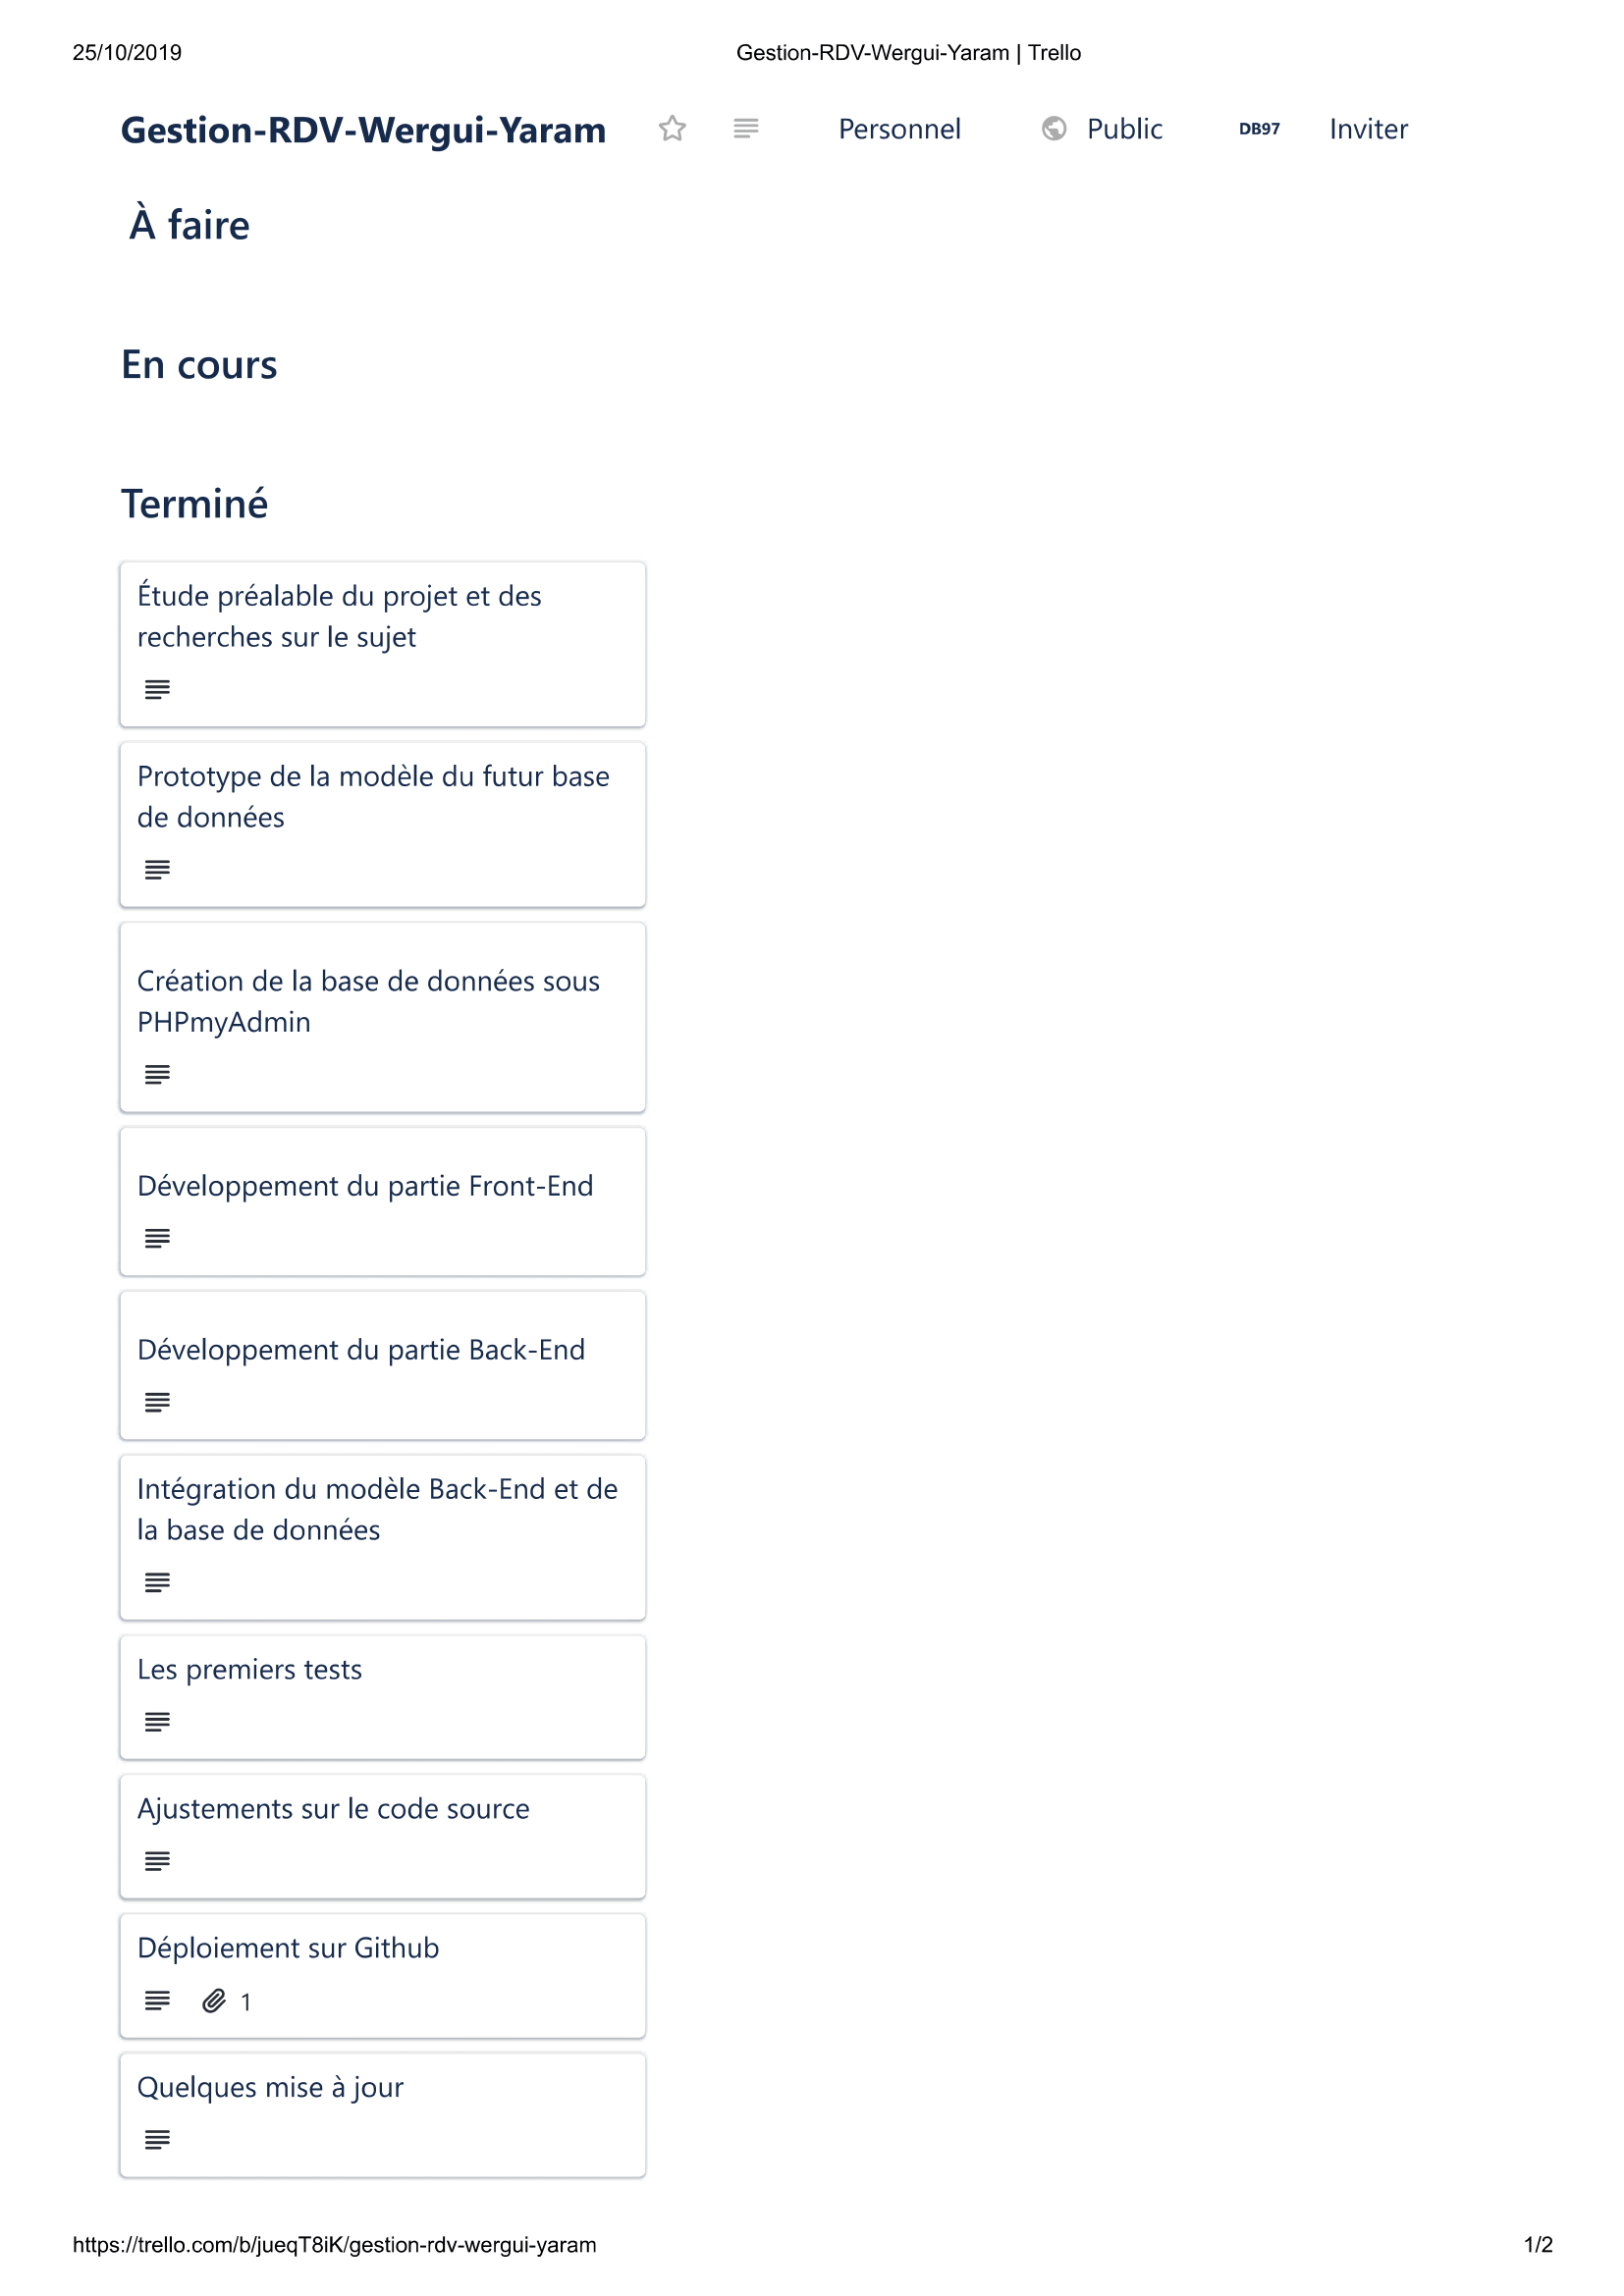 25/10/2019 Gestion-RDV-Wergui-Yaram | Trello
Gestion-RDV-Wergui-Yaram Personnel Public DB97 Inviter
À faire
En cours
Terminé
Étude préalable du projet et des
recherches sur le sujet
Prototype de la modèle du futur base
de données
Création de la base de données sous
PHPmyAdmin
Développement du partie Front-End
Développement du partie Back-End
Intégration du modèle Back-End et de
la base de données
Les premiers tests
Ajustements sur le code source
Déploiement sur Github
1
Quelques mise à jour
https://trello.com/b/jueqT8iK/gestion-rdv-wergui-yaram 1/2